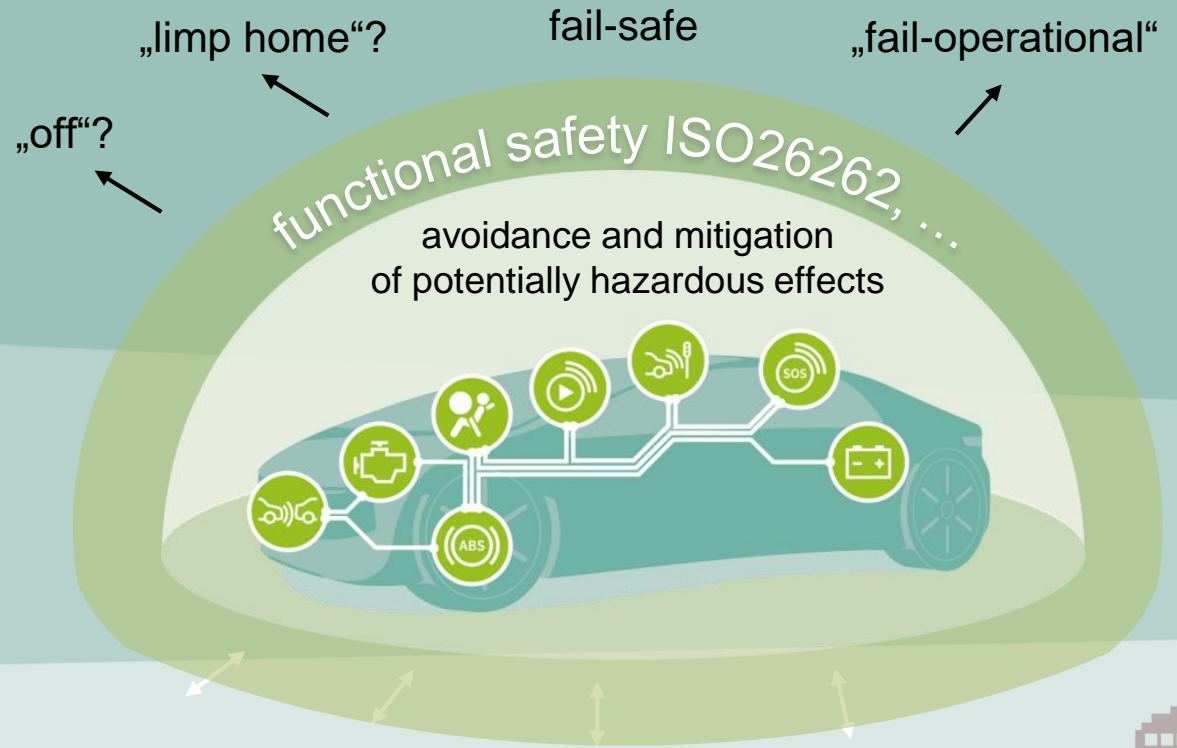 „limp home“?
fail-safe
„fail-operational“
„off“?
functional safety ISO26262, ...
avoidance and mitigation
of potentially hazardous effects
SOS
- +
ABS